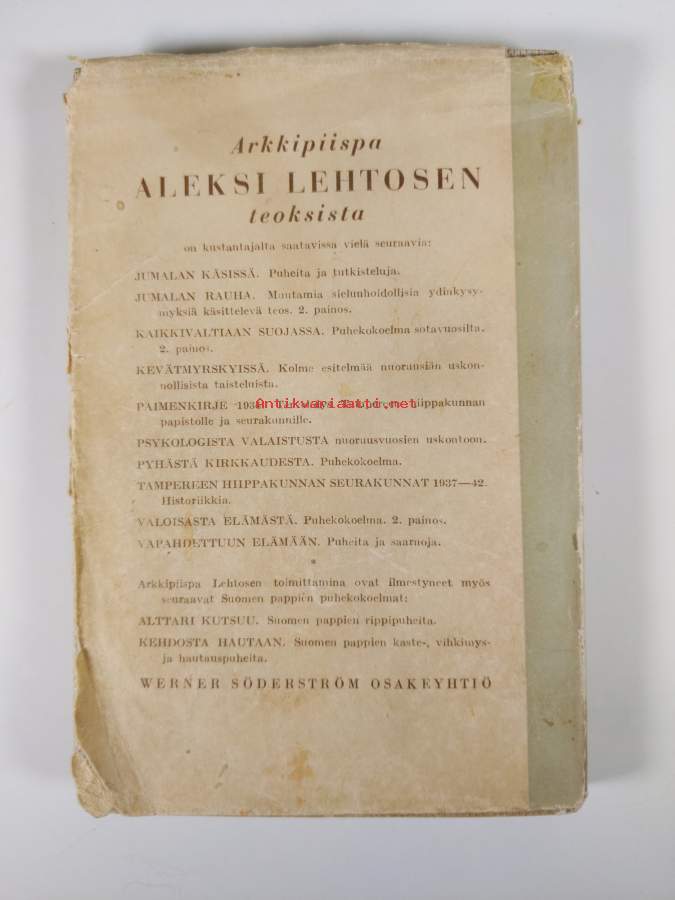 Arkkipiispa
ALEKSI LEHTOSEN
teoksista
on kustantajalta saatavissa vielä seuraavia:
JUMALAN KÄSISSÄ. Puheita ja tutkisteluja.
JUMALAN RAUHA. Muutamia sielunhoidollisia ydinkysy-
myksiä käsittelevä teos. 2. painos.
KAIKKIVALTIAAN SUOJASSA. Puhekokoelma sotavuosilta.
2. painos.
KEVÄTMYRSKYISSÄ. Kolme esitelmää nuorausiän uskon-
nollisista taisteluista.
PAIMENKIRJE hiippakunnan
Antikvariaatti.net
papistolle ja seurakunnille.
PSYKOLOGISTA VALAISTUSTA nuoruusvuosien uskontoon.
PYHÄSTÄ KIRKKAUDESTA. Puhekokoelma.
TAMPEREEN HIIPPAKUNNAN SEURAKUNNAT 1937—42.
Historiikkia.
VALOISASTA ELÄMÄSTÄ. Puhekokoelma. 2. painos.
VAPAHDETTUUN ELÄMÄÄN. Puheita ja saarnoja.
*
Arkkipiispa Lehtosen toimittamina ovat ilmestyneet myös
seuraavat Suomen pappien puhekokoelmat:
ALTTARI KUTSUU. Suomen pappien rippipuheita.
KEHDOSTA HAUTAAN. Suomen pappien kaste-, vihkimys-
ja hautauspuheita.
WERNER SÖDERSTRÖM OSAKEYHTIÖ